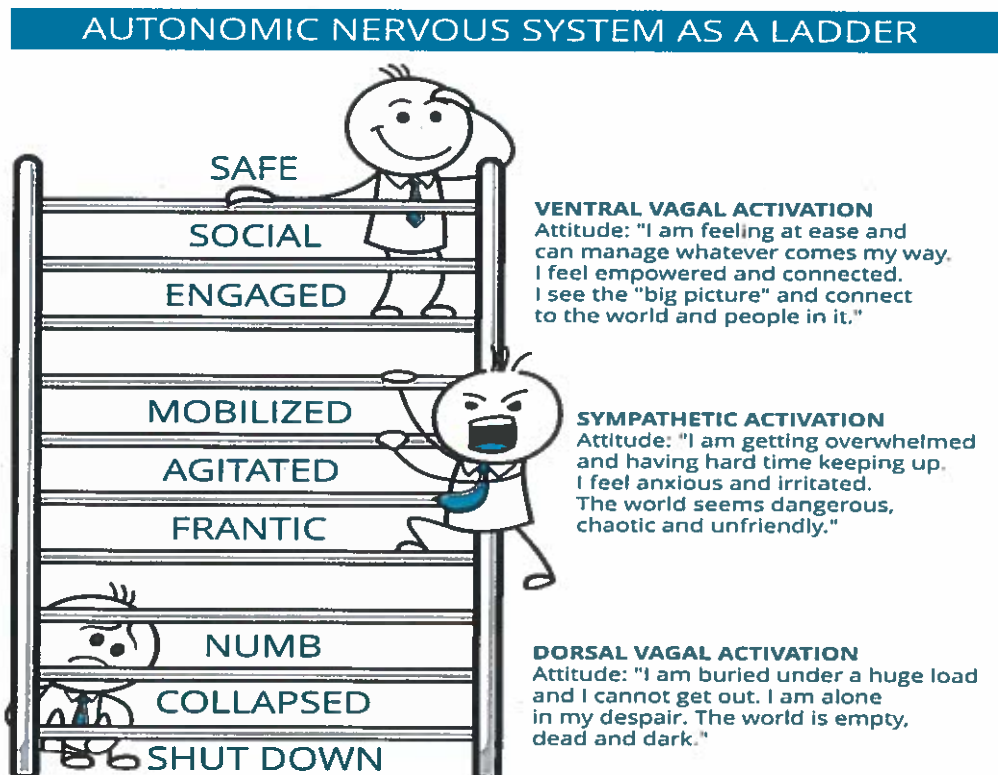 AUTONOMIC NERVOUS SYSTEM AS A LADDER
SAFE
SOCIAL
ENGAGED
VENTRAL VAGAL ACTIVATION
Attitude: "I am feeling at ease and
can manage whatever comes my way.
I feel empowered and connected.
I see the "big picture" and connect
to the world and people in it."
MOBILIZED
AGITATED
FRANTIC
SYMPATHETIC ACTIVATION
Attitude: "I am getting overwhelmed
and having hard time keeping up.
I feel anxious and irritated.
The world seems dangerous,
chaotic and unfriendly."
NUMB
COLLAPSED
SHUT DOWN
DORSAL VAGAL ACTIVATION
Attitude: "I am buried under a huge load
and I cannot get out. I am alone
in my despair. The world is empty,
dead and dark."